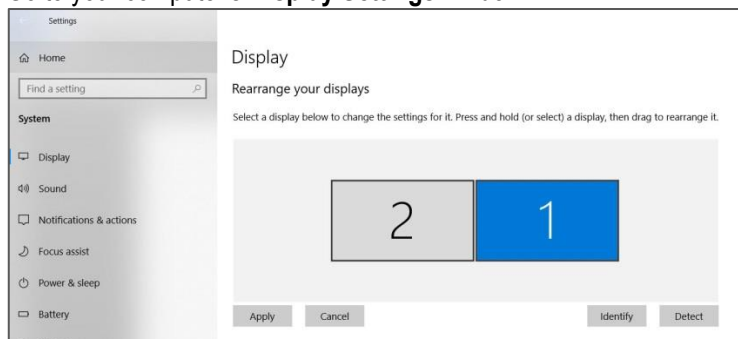 Settings
Home
Find a setting
System
Display
Sound
Notifications & actions
Focus assist
Power & sleep
Battery
Display
Rearrange your displays
Select a display below to change the settings for it. Press and hold (or select) a display, then drag to rearrange it.
2 1
Apply Cancel Identify Detect